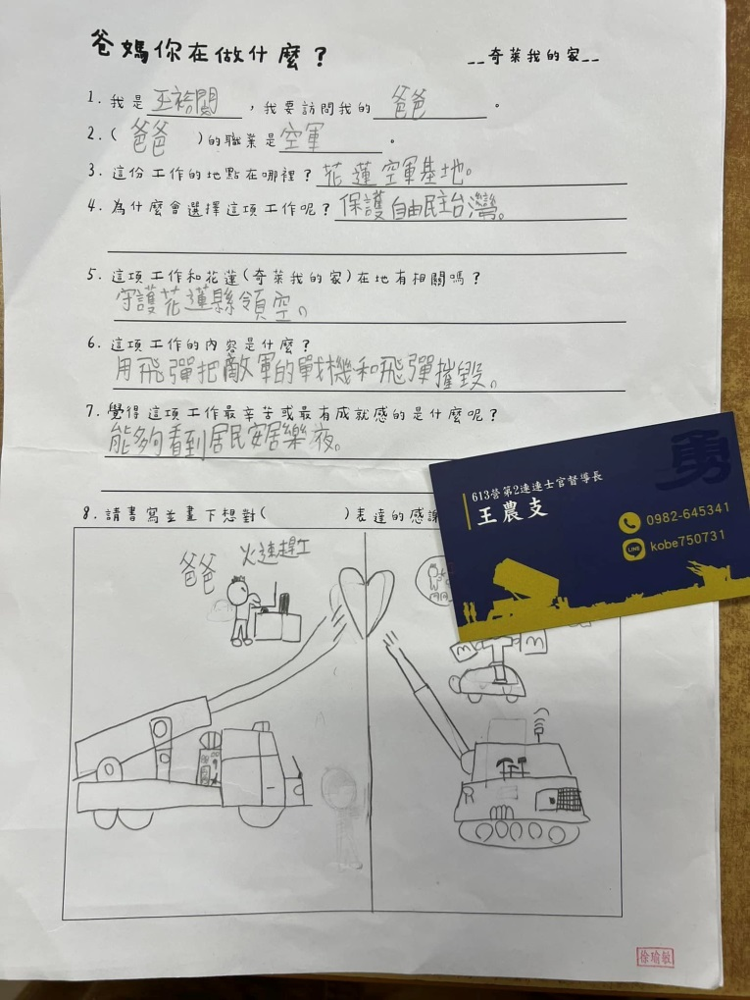 爸媽你在做什麼？
__奇萊我的家__
1. 我是王祫閎，我要訪問我的 爸爸 。
2. ( 爸爸 )的職業是 空軍 。
3. 這份工作的地點在哪裡？花蓮空軍基地。
4. 為什麼會選擇這項工作呢？保護自由民主台灣。
5. 這項工作和花蓮(奇萊我的家)在地有相關嗎？
守護花蓮縣領空。
6. 這項工作的內容是什麼？
用飛彈把敵軍的戰機和飛彈摧毀。
7. 覺得這項工作最辛苦或最有成就感的是什麼呢？
能夠看到居民安居樂夜。
8. 請書寫並畫下想對( )表達的感謝
爸爸
火速趕工
R
勇
613營第2連連士官督導長
王農支
0982-645341
LINE
kobe750731
徐瑜敏